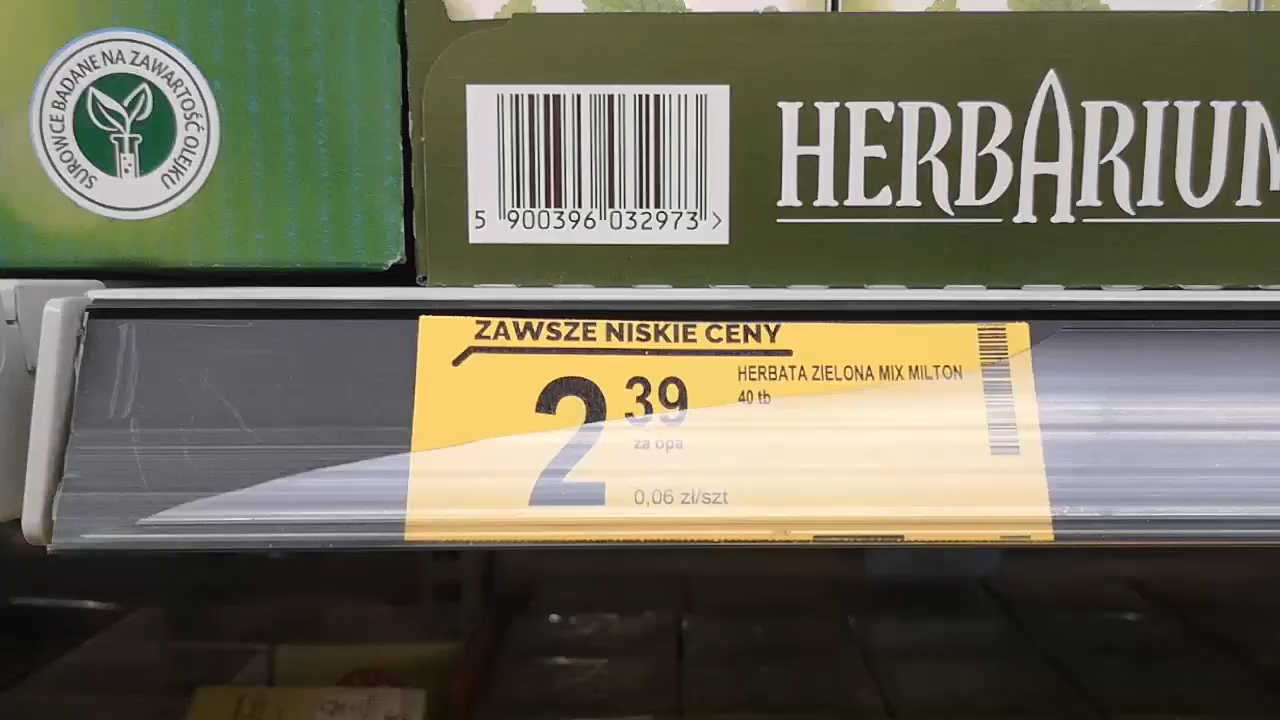 SUROWCE BADANE NA ZAWARTOŚĆ OLEJKU
5 900396 032973 >
HERBARIUM
ZAWSZE NISKIE CENY
2 39
za opa
0,06 zł/szt
HERBATA ZIELONA MIX MILTON
40 tb